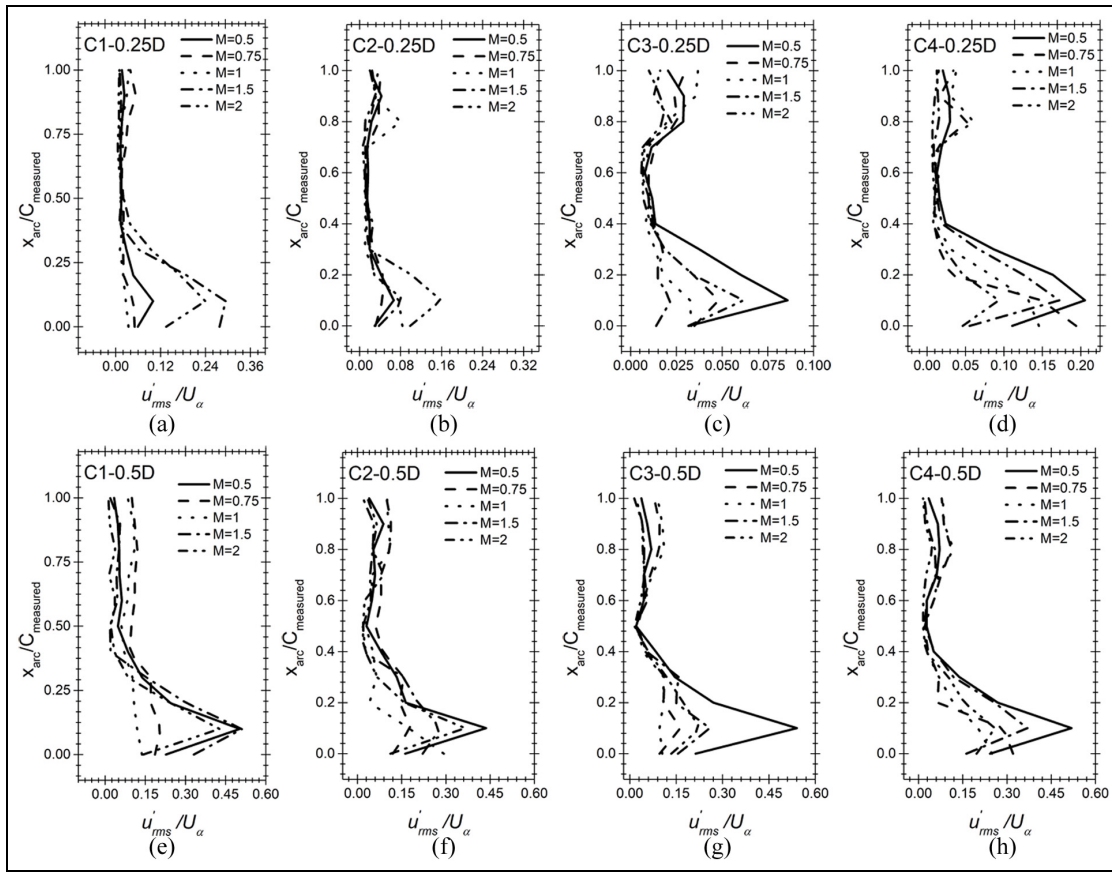 C1-0.25D
M=0.5
M=0.75
M=1
M=1.5
M=2
1.00
0.75
0.50
0.25
0.00
x_arc/C_measured
0.00 0.12 0.24 0.36
u'_rms/U_α
(a)
C2-0.25D
M=0.5
M=0.75
M=1
M=1.5
M=2
1.0
0.8
0.6
0.4
0.2
0.0
x_arc/C_measured
0.00 0.08 0.16 0.24 0.32
u'_rms/U_α
(b)
C3-0.25D
M=0.5
M=0.75
M=1
M=1.5
M=2
1.0
0.8
0.6
0.4
0.2
0.0
x_arc/C_measured
0.000 0.025 0.050 0.075 0.100
u'_rms/U_α
(c)
C4-0.25D
M=0.5
M=0.75
M=1
M=1.5
M=2
1.0
0.8
0.6
0.4
0.2
0.0
x_arc/C_measured
0.00 0.05 0.10 0.15 0.20
u'_rms/U_α
(d)
C1-0.5D
M=0.5
M=0.75
M=1
M=1.5
M=2
1.00
0.75
0.50
0.25
0.00
x_arc/C_measured
0.00 0.15 0.30 0.45 0.60
u'_rms/U_α
(e)
C2-0.5D
M=0.5
M=0.75
M=1
M=1.5
M=2
1.0
0.8
0.6
0.4
0.2
0.0
x_arc/C_measured
0.00 0.15 0.30 0.45 0.60
u'_rms/U_α
(f)
C3-0.5D
M=0.5
M=0.75
M=1
M=1.5
M=2
1.0
0.8
0.6
0.4
0.2
0.0
x_arc/C_measured
0.00 0.15 0.30 0.45 0.60
u'_rms/U_α
(g)
C4-0.5D
M=0.5
M=0.75
M=1
M=1.5
M=2
1.0
0.8
0.6
0.4
0.2
0.0
x_arc/C_measured
0.00 0.15 0.30 0.45 0.60
u'_rms/U_α
(h)